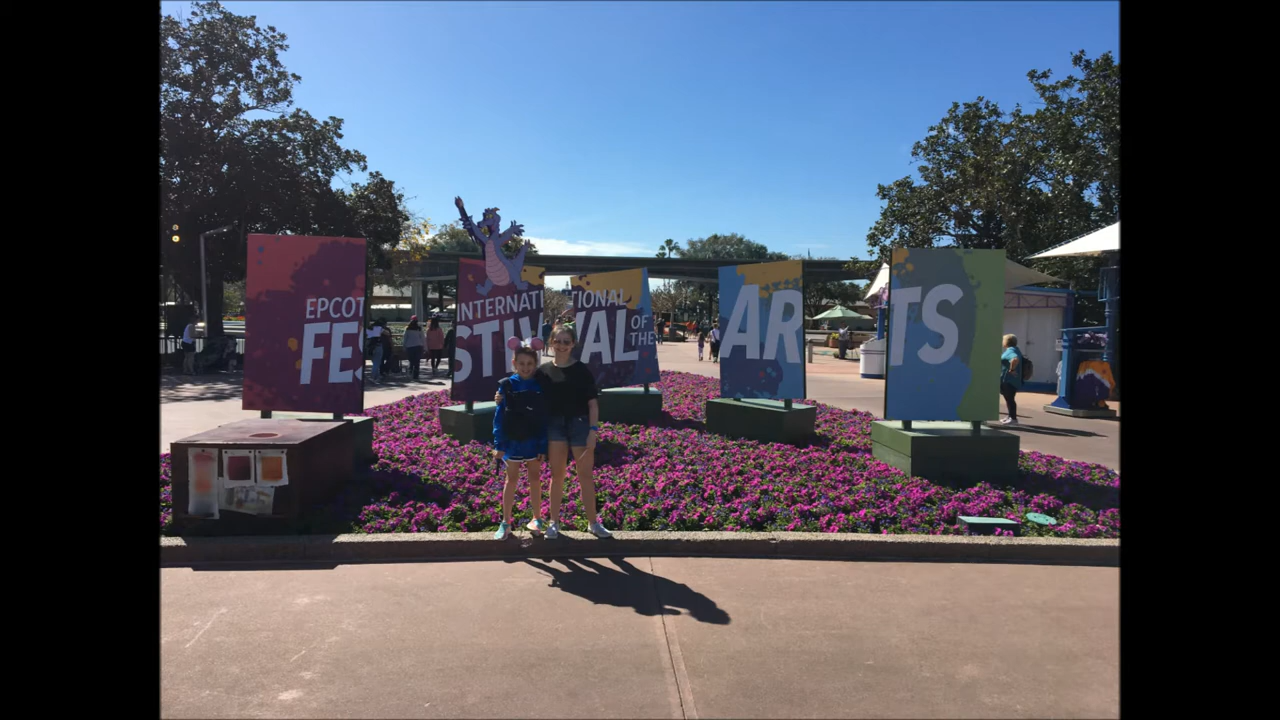 EPCOT INTERNATI TIONAL
FES STIV VAL OF THE ARTS